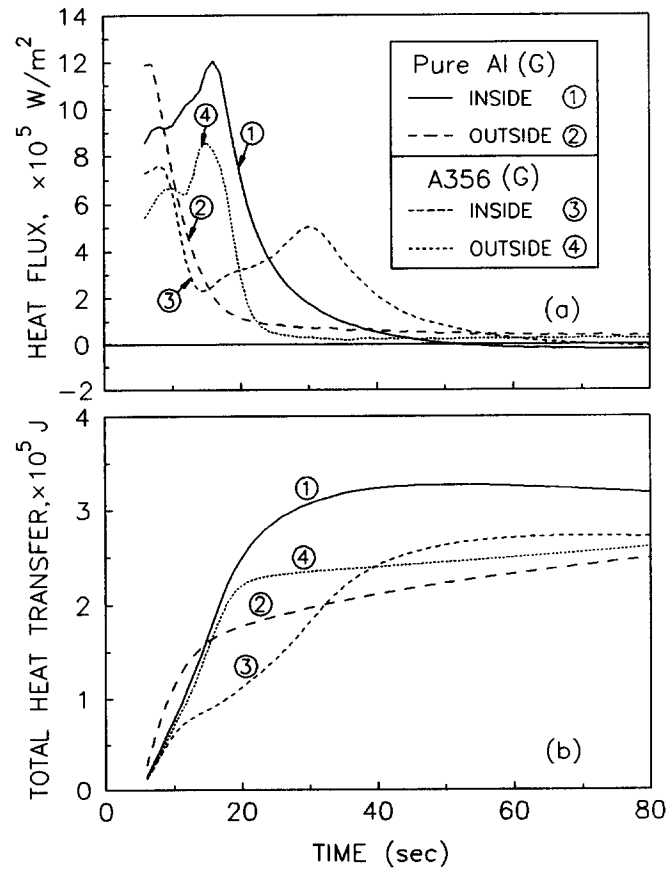 14
12
10
8
6
4
2
0
−2
HEAT FLUX, ×10⁵ W/m²
Pure Al (G)
INSIDE ①
OUTSIDE ②
A356 (G)
INSIDE ③
OUTSIDE ④
④
①
②
③
(a)
5
4
3
2
1
0
TOTAL HEAT TRANSFER,×10⁵ J
①
④
②
③
(b)
0
20
40
60
80
TIME (sec)